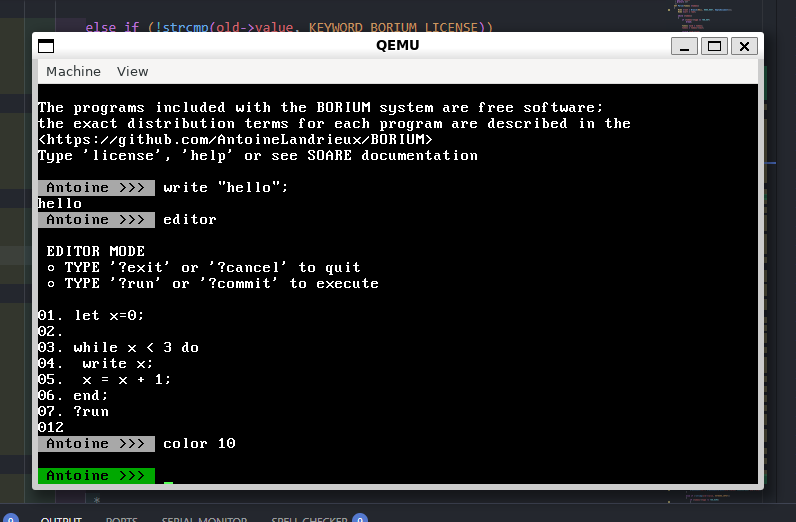 else if (!strcmp(old->value, KEYWORD_BORIUM_LICENSE))
QEMU
Machine View
The programs included with the BORIUM system are free software;
the exact distribution terms for each program are described in the
<https://github.com/AntoineLandrieux/BORIUM>
Type 'license', 'help' or see SOARE documentation
Antoine >>> write "hello";
hello
Antoine >>> editor
EDITOR MODE
o TYPE '?exit' or '?cancel' to quit
o TYPE '?run' or '?commit' to execute
01. let x=0;
02.
03. while x < 3 do
04.  write x;
05.  x = x + 1;
06. end;
07. ?run
012
Antoine >>> color 10
Antoine >>> _
*
OUTPUT PORTS SERIAL MONITOR SPELL CHECKER 9